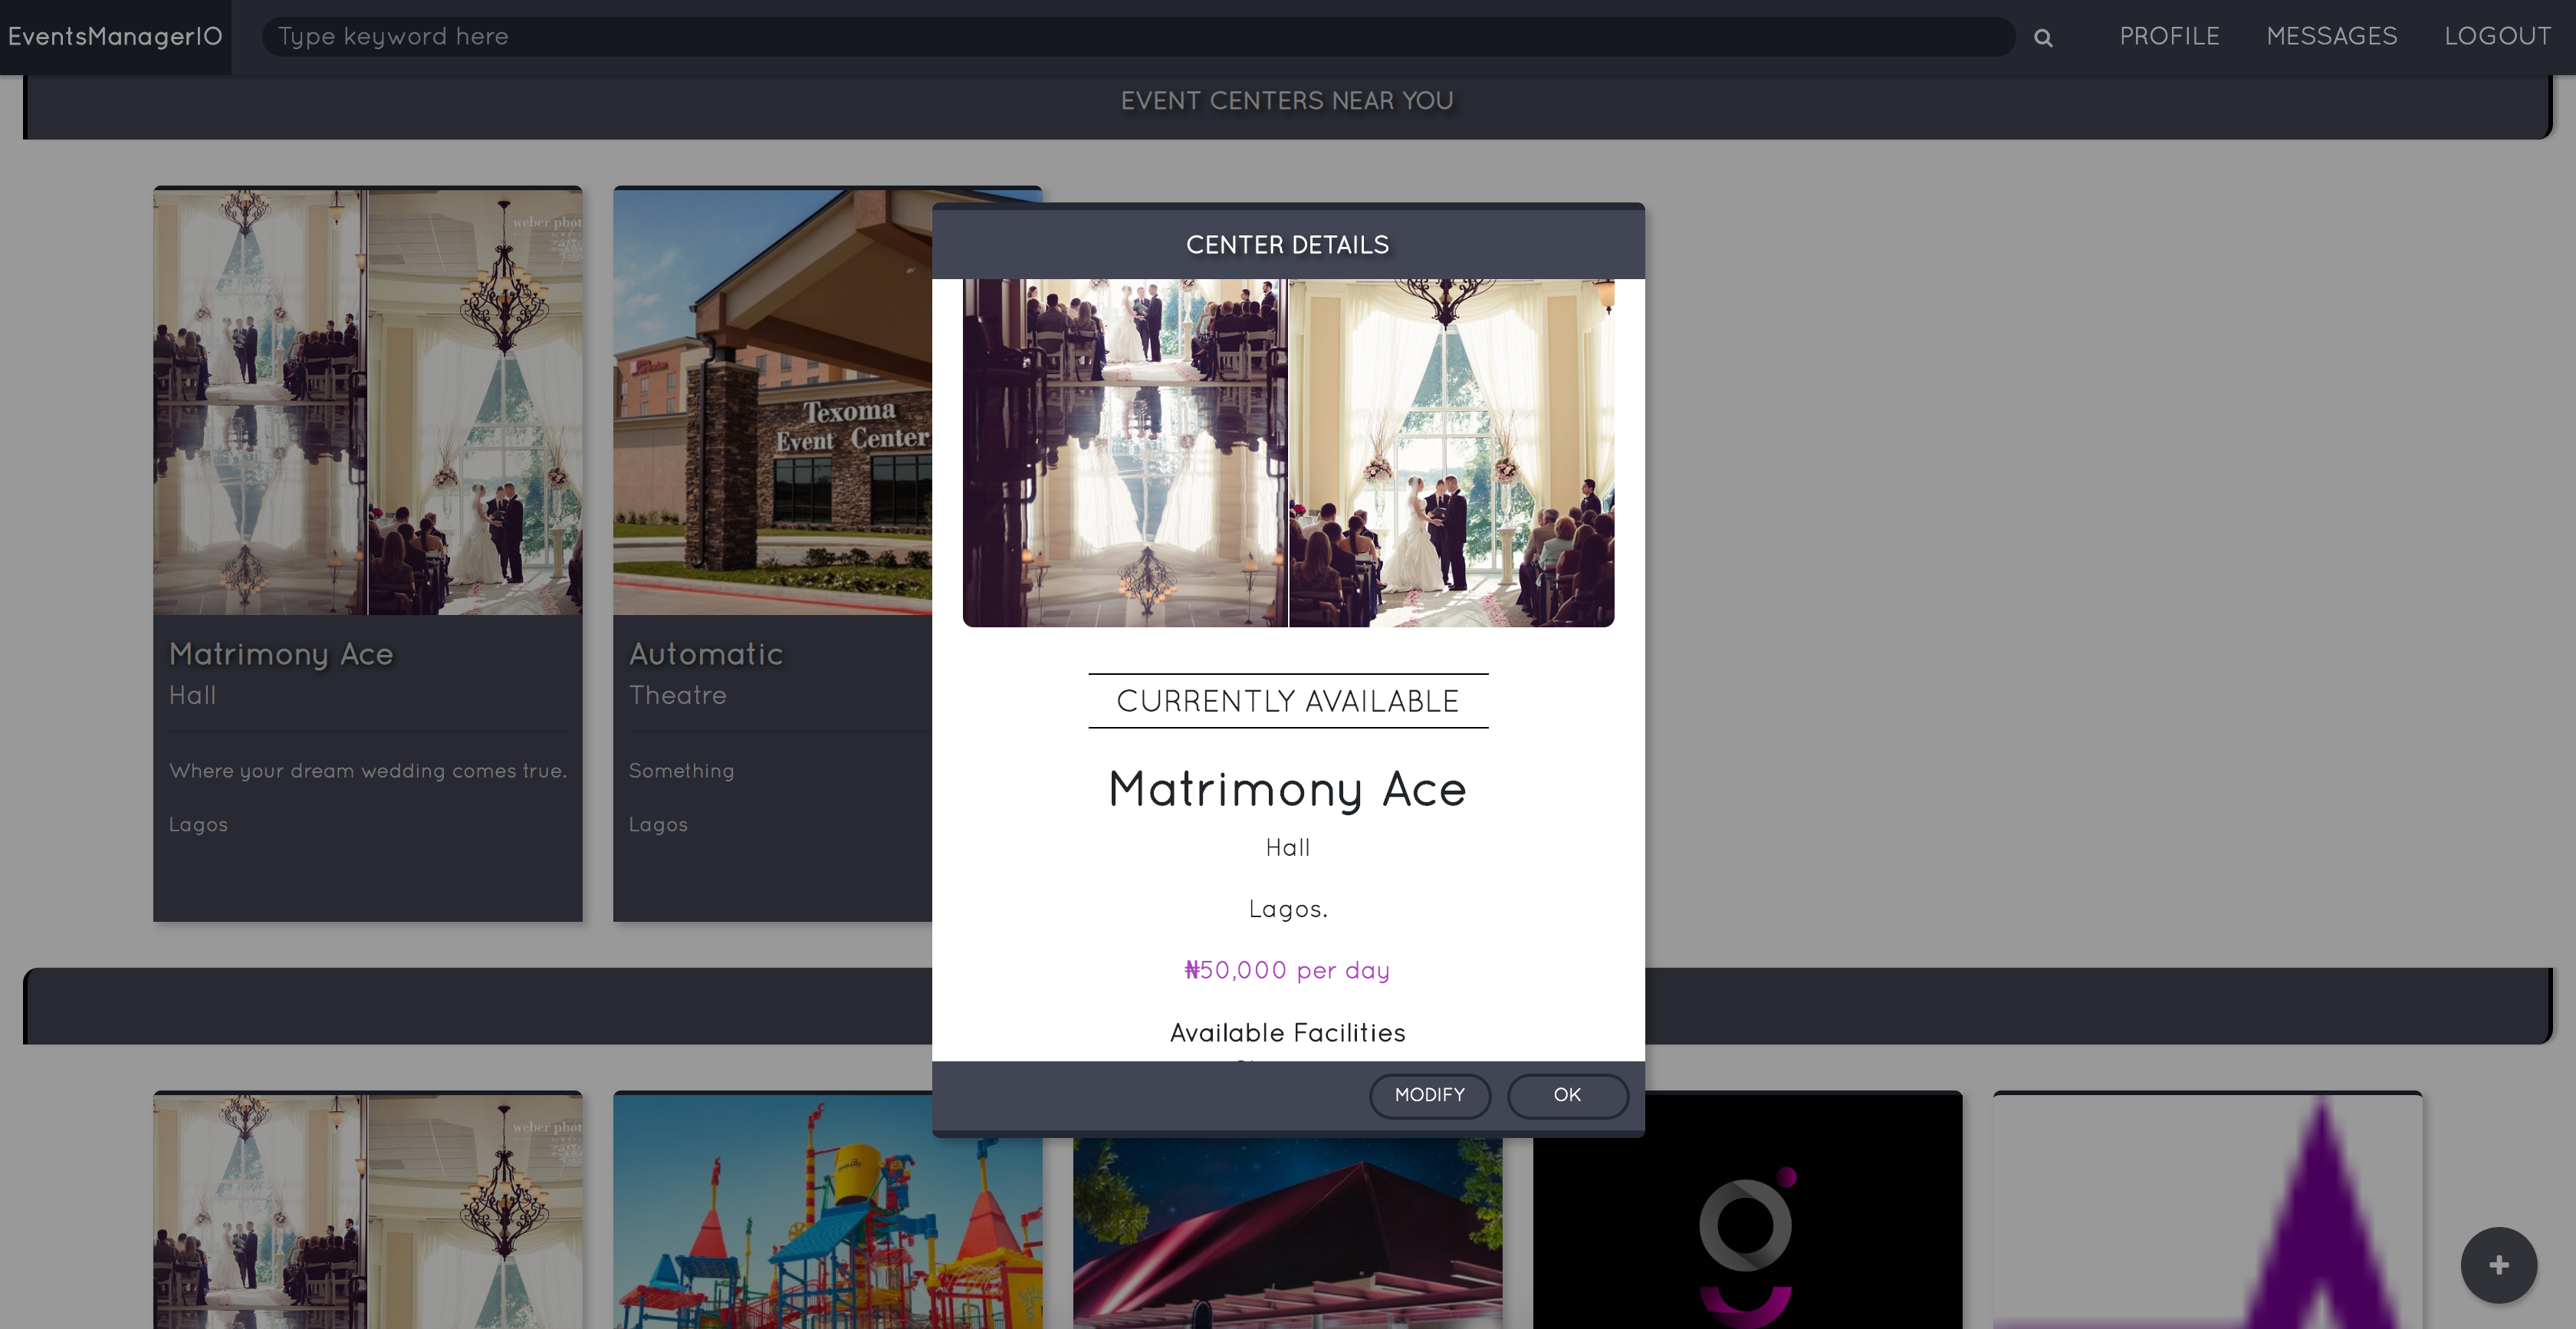 EventsManagerIO
Type keyword here
PROFILE
MESSAGES
LOGOUT
EVENT CENTERS NEAR YOU
weber phot
Texoma
Event Center
Matrimony Ace
Hall
Where your dream wedding comes true.
Lagos
Automatic
Theatre
Something
Lagos
CENTER DETAILS
CURRENTLY AVAILABLE
Matrimony Ace
Hall
Lagos.
₦50,000 per day
Available Facilities
MODIFY
OK
weber phot